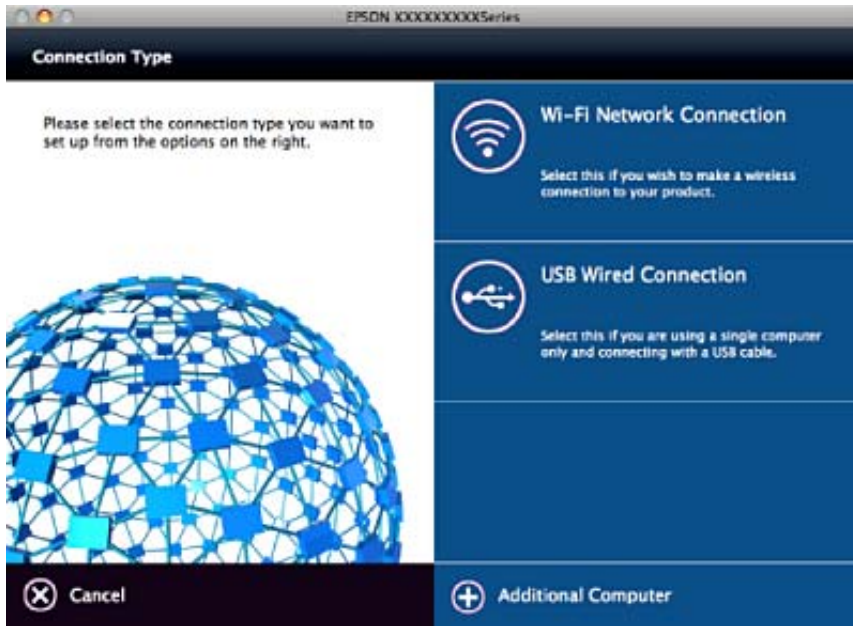 EPSON XXXXXXXXXSeries
Connection Type
Please select the connection type you want to
set up from the options on the right.
Wi-Fi Network Connection
Select this if you wish to make a wireless
connection to your product.
USB Wired Connection
Select this if you are using a single computer
only and connecting with a USB cable.
Cancel
Additional Computer